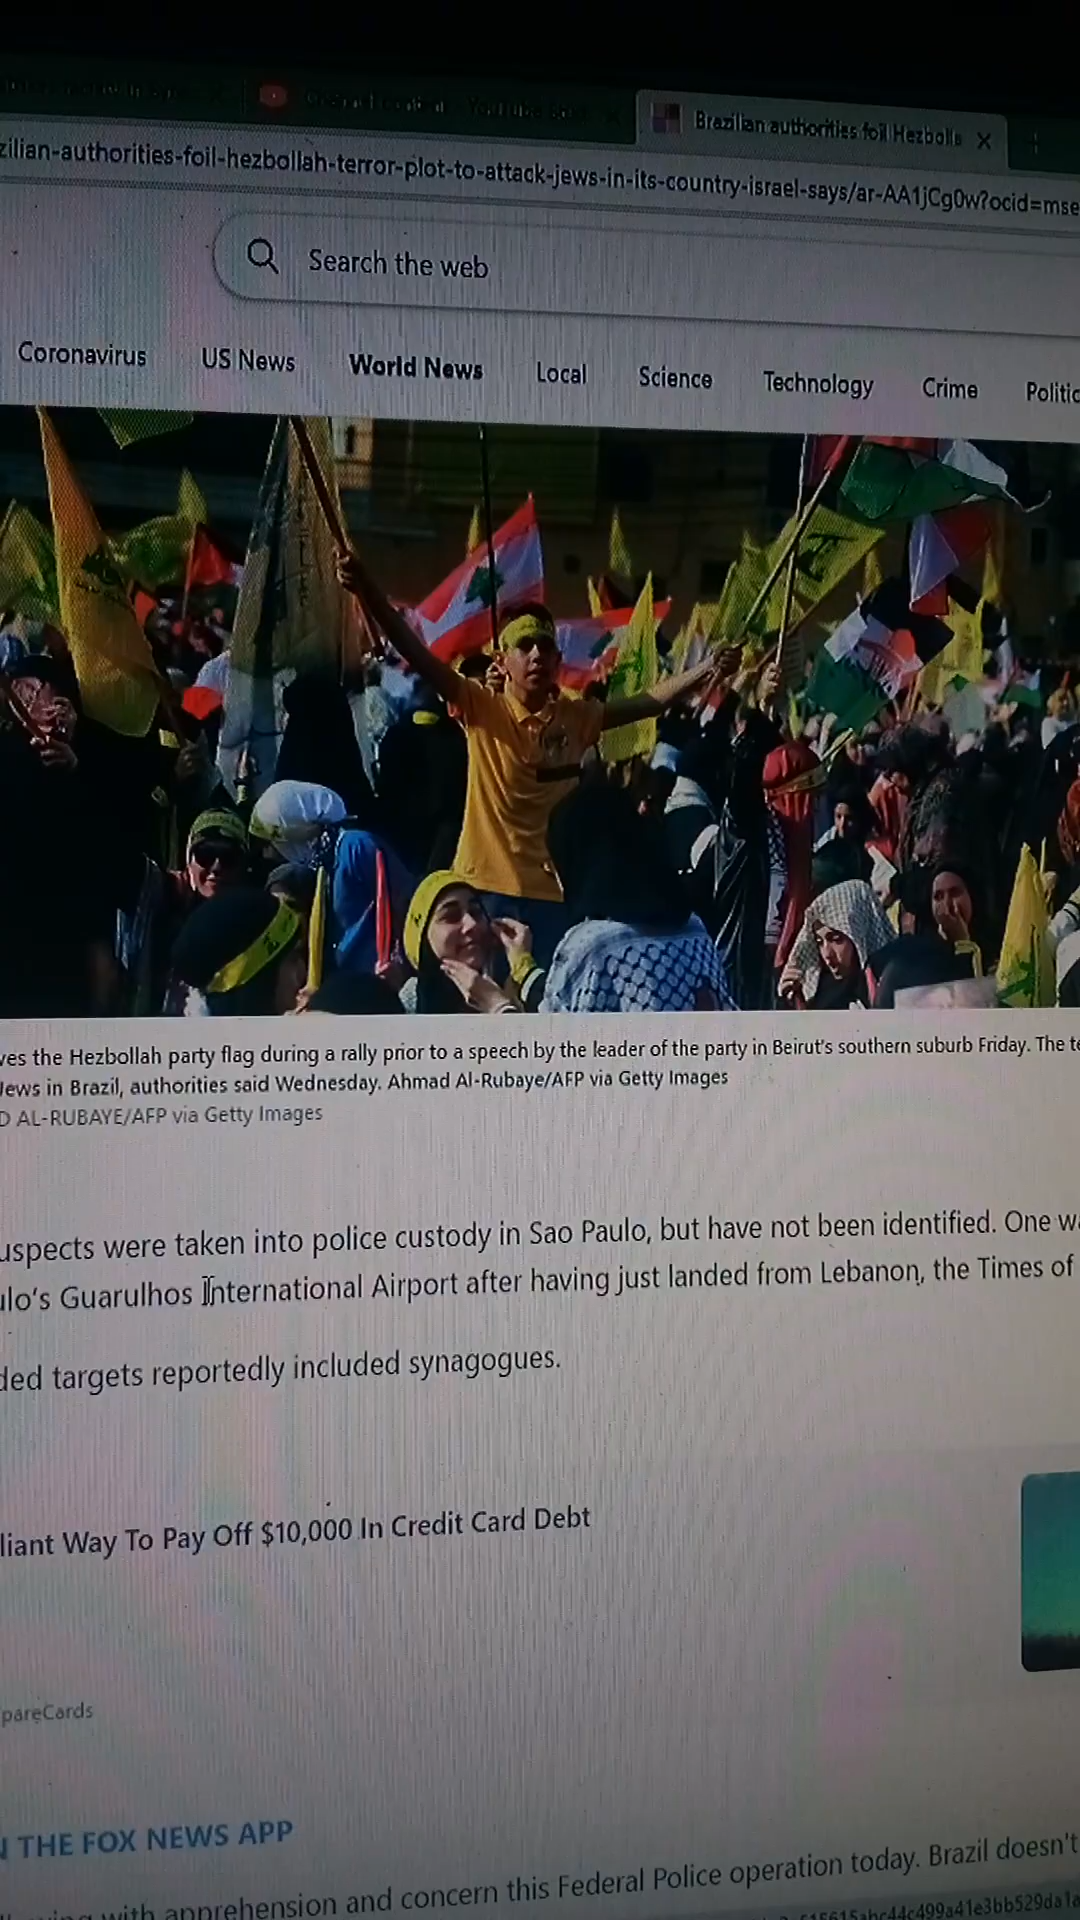 Brazilian authorities foil Hezbolla
zilian-authorities-foil-hezbollah-terror-plot-to-attack-jews-in-its-country-israel-says/ar-AA1jCg0w?ocid=mse
Search the web
Coronavirus US News World News Local Science Technology Crime Politic
ves the Hezbollah party flag during a rally prior to a speech by the leader of the party in Beirut's southern suburb Friday. The te
Jews in Brazil, authorities said Wednesday. Ahmad Al-Rubaye/AFP via Getty Images
D AL-RUBAYE/AFP via Getty Images
uspects were taken into police custody in Sao Paulo, but have not been identified. One wa
ulo's Guarulhos International Airport after having just landed from Lebanon, the Times of
ded targets reportedly included synagogues.
liant Way To Pay Off $10,000 In Credit Card Debt
pareCards
N THE FOX NEWS APP
with apprehension and concern this Federal Police operation today. Brazil doesn't